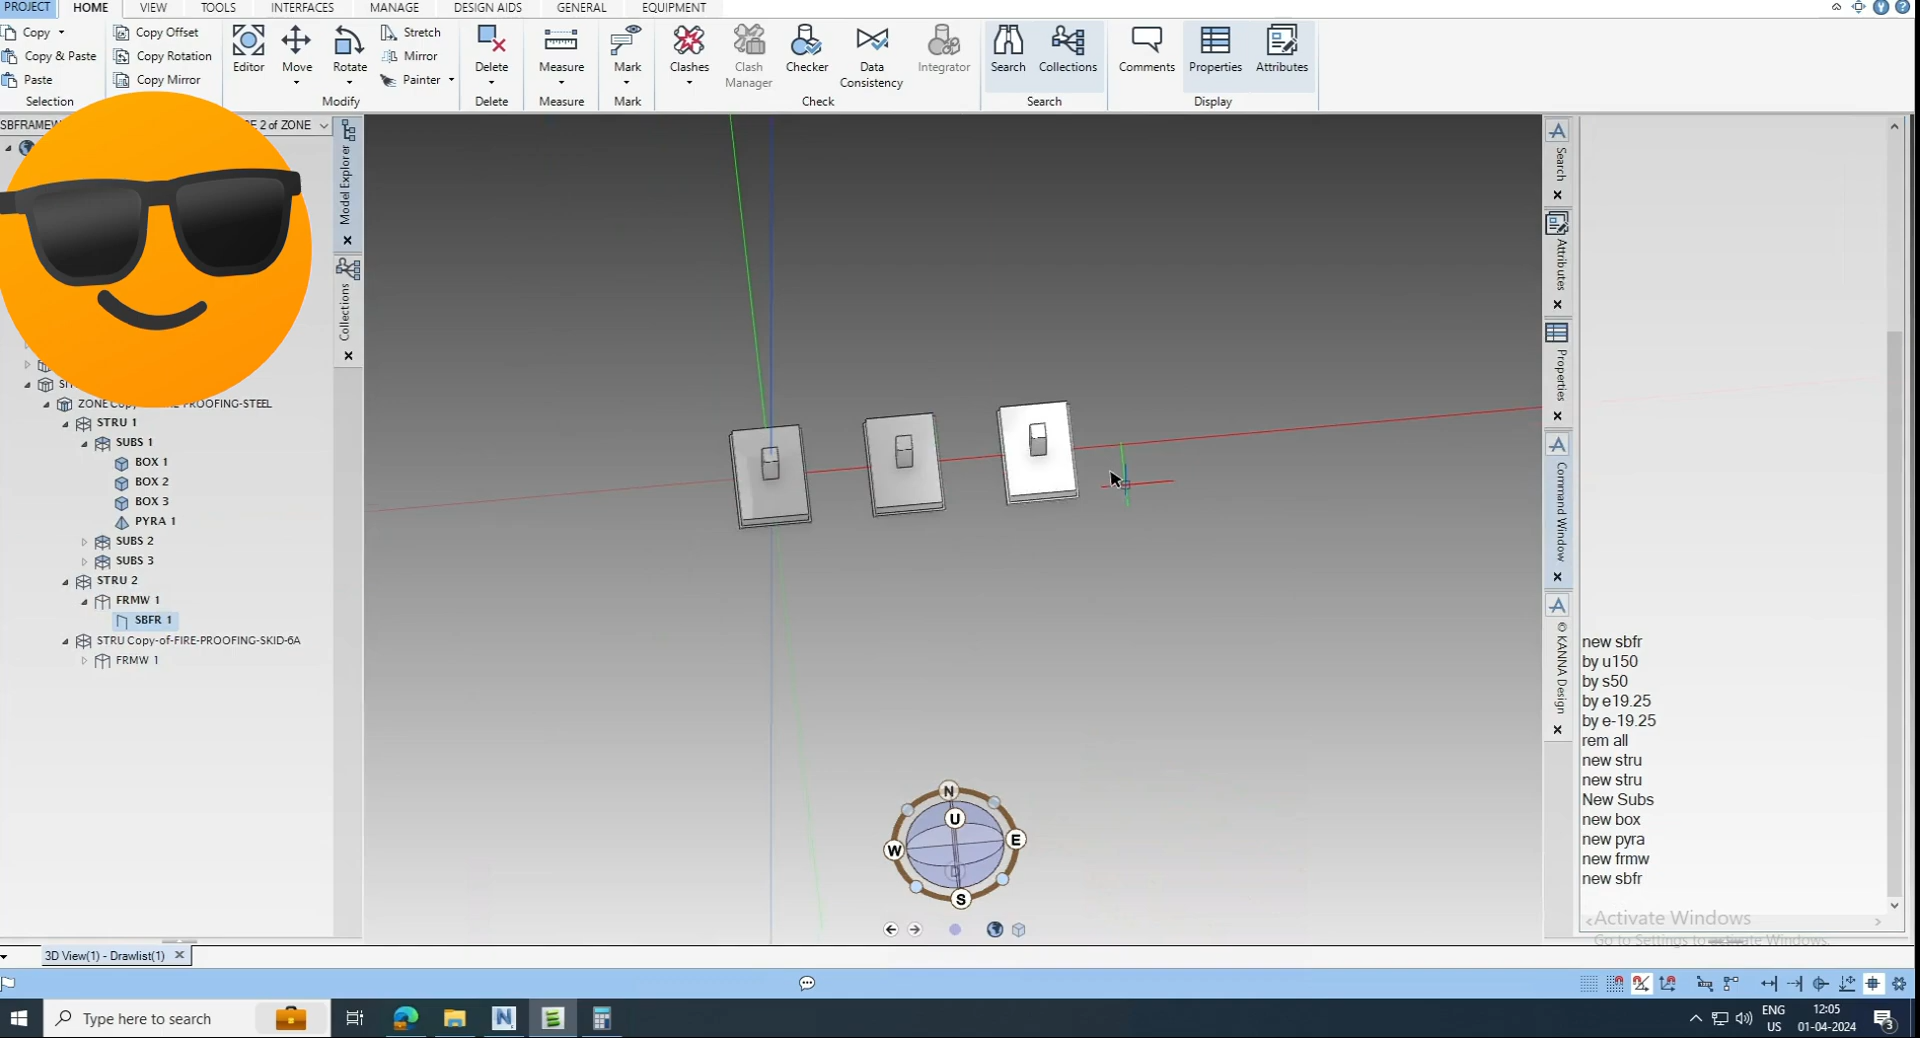 PROJECT HOME VIEW TOOLS INTERFACES MANAGE DESIGN AIDS GENERAL EQUIPMENT
Copy
Copy & Paste
Paste
Selection
Copy Offset
Copy Rotation
Copy Mirror
Editor
Move
Rotate
Stretch
Mirror
Painter
Modify
Delete
Delete
Measure
Measure
Mark
Mark
Clashes
Clash
Manager
Checker
Data
Consistency
Integrator
Check
Search
Collections
Search
Comments
Properties
Attributes
Display
2 of ZONE
Model Explorer
Collections
STRU 1
SUBS 1
BOX 1
BOX 2
BOX 3
PYRA 1
SUBS 2
SUBS 3
STRU 2
FRMW 1
SBFR 1
STRU Copy-of-FIRE-PROOFING-SKID-6A
FRMW 1
N
U
W
E
S
Search
Attributes
Properties
Command Window
© KANNA Design
new sbfr
by u150
by s50
by e19.25
by e-19.25
rem all
new stru
new stru
New Subs
new box
new pyra
new frmw
new sbfr
Activate Windows
Go to Settings to activate Windows.
3D View(1) - Drawlist(1)
Type here to search
ENG
US
12:05
01-04-2024
3